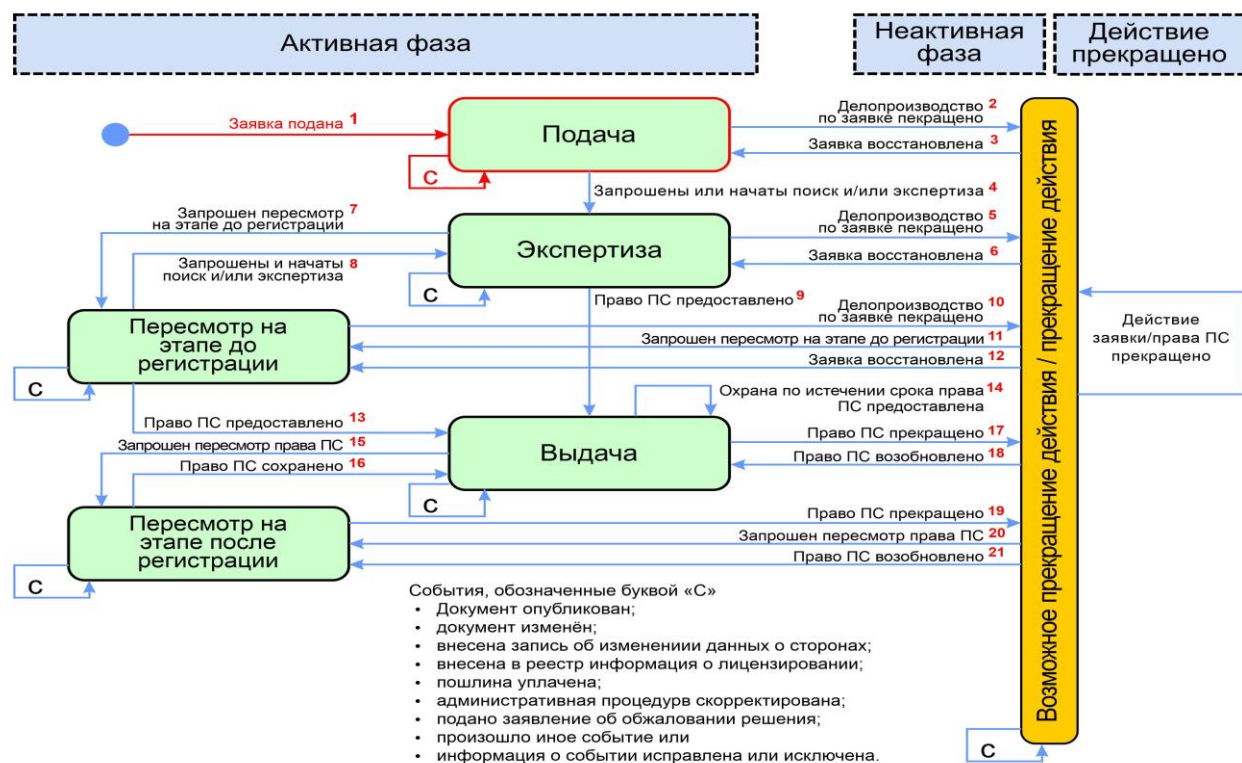 Активная фаза
Неактивная
фаза
Действие
прекращено
Заявка подана 1
Подача
С
Делопроизводство 2
по заявке пекращено
Заявка восстановлена 3
Запрошены или начаты поиск и/или экспертиза 4
Запрошен пересмотр 7
на этапе до регистрации
Экспертиза
С
Делопроизводство 5
по заявке пекращено
Заявка восстановлена 6
Запрошены и начаты 8
поиск и/или экспертиза
Право ПС предоставлено 9
Пересмотр на
этапе до
регистрации
С
Делопроизводство 10
по заявке пекращено
Запрошен пересмотр на этапе до регистрации 11
Заявка восстановлена 12
Действие
заявки/права ПС
прекращено
Возможное прекращение действия / прекращение действия
Охрана по истечении срока права 14
ПС предоставлена
Право ПС предоставлено 13
Запрошен пересмотр права ПС 15
Право ПС сохранено 16
Выдача
С
Право ПС прекращено 17
Право ПС возобновлено 18
Пересмотр на
этапе после
регистрации
С
Право ПС прекращено 19
Запрошен пересмотр права ПС 20
Право ПС возобновлено 21
События, обозначенные буквой «С»
• Документ опубликован;
• документ изменён;
• внесена запись об изменениии данных о сторонах;
• внесена в реестр информация о лицензировании;
• пошлина уплачена;
• административная процедурв скорректирована;
• подано заявление об обжаловании решения;
• произошло иное событие или
• информация о событии исправлена или исключена.
С